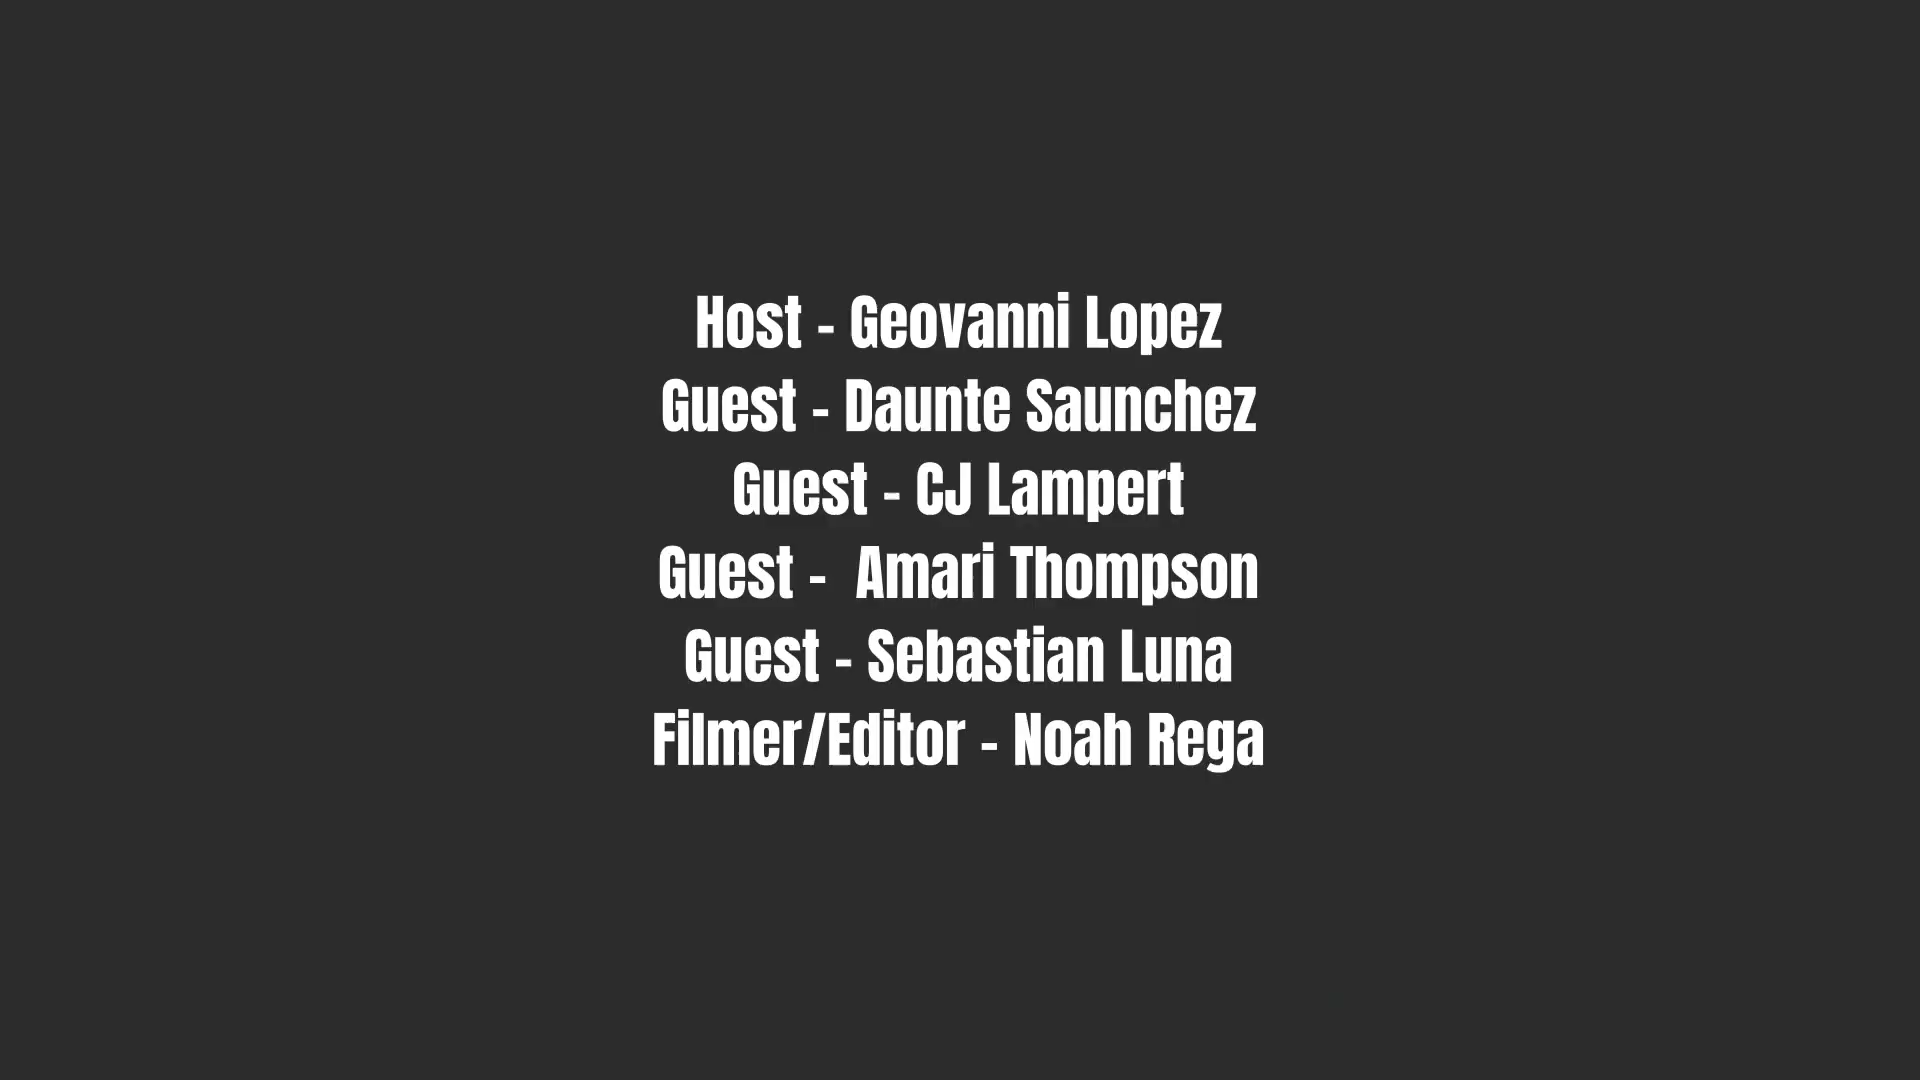 Host - Geovanni Lopez
Guest - Daunte Saunchez
Guest - CJ Lampert
Guest -  Amari Thompson
Guest - Sebastian Luna
Filmer/Editor - Noah Rega